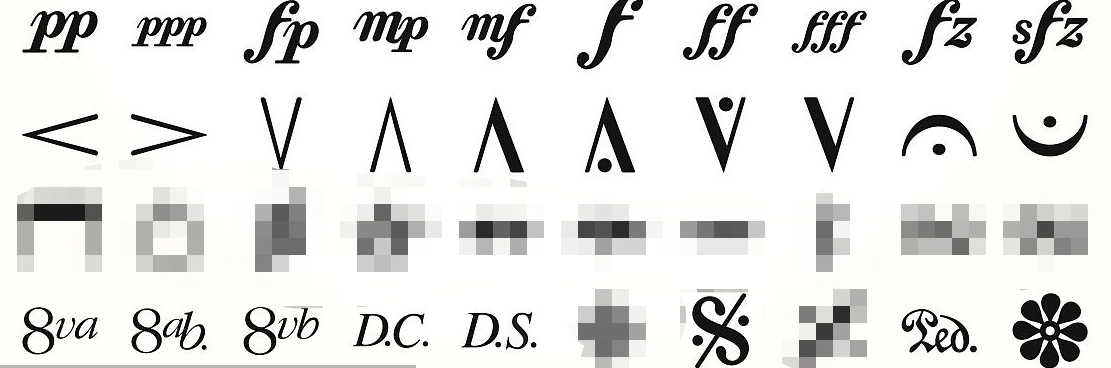 pp ppp fp mp mf f ff fff fz sfz
8va 8ab. 8vb D.C. D.S. Ped.